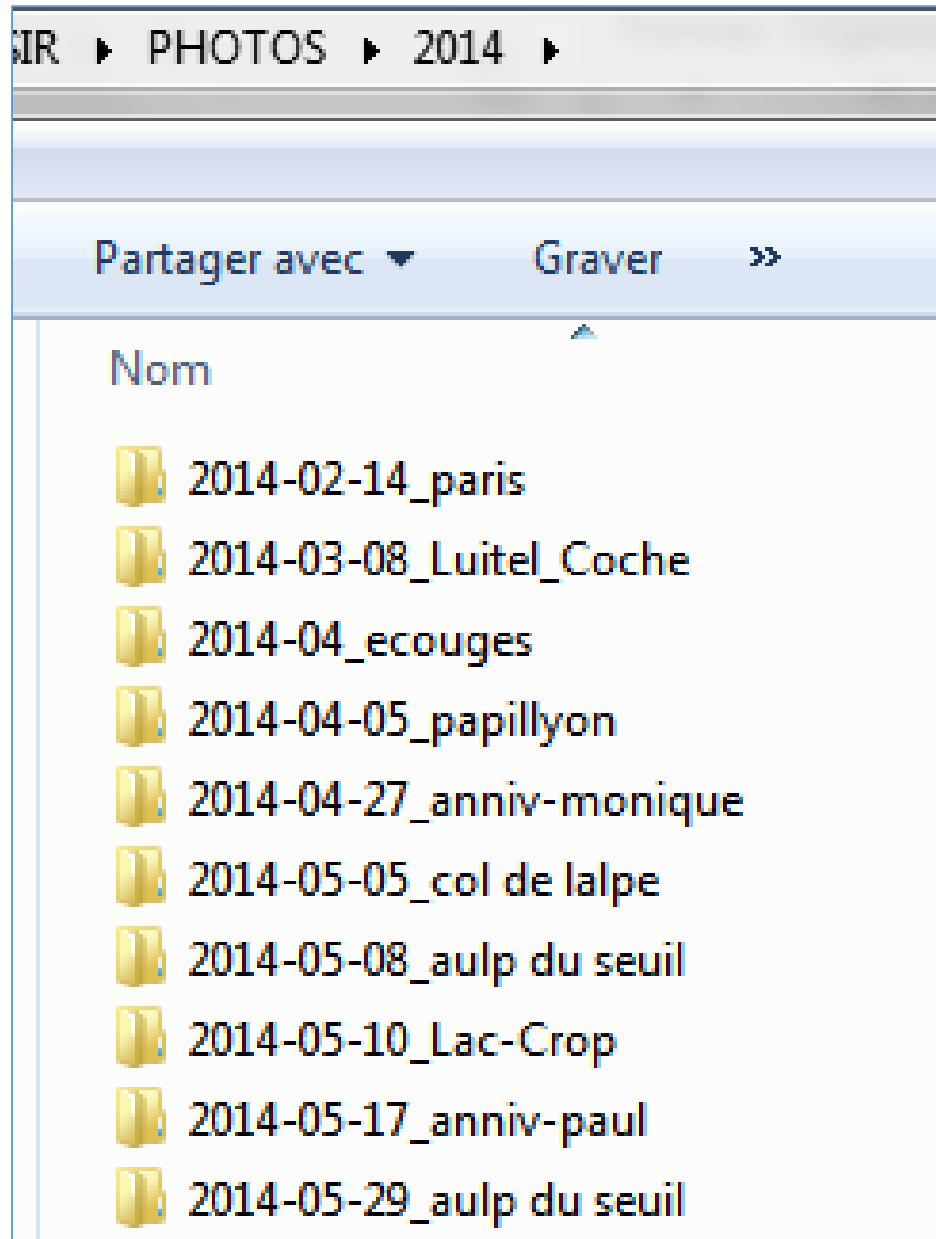 SIR ▸ PHOTOS ▸ 2014 ▸
Partager avec ▼ Graver »
Nom
2014-02-14_paris
2014-03-08_Luitel_Coche
2014-04_ecouges
2014-04-05_papillyon
2014-04-27_anniv-monique
2014-05-05_col de lalpe
2014-05-08_aulp du seuil
2014-05-10_Lac-Crop
2014-05-17_anniv-paul
2014-05-29_aulp du seuil